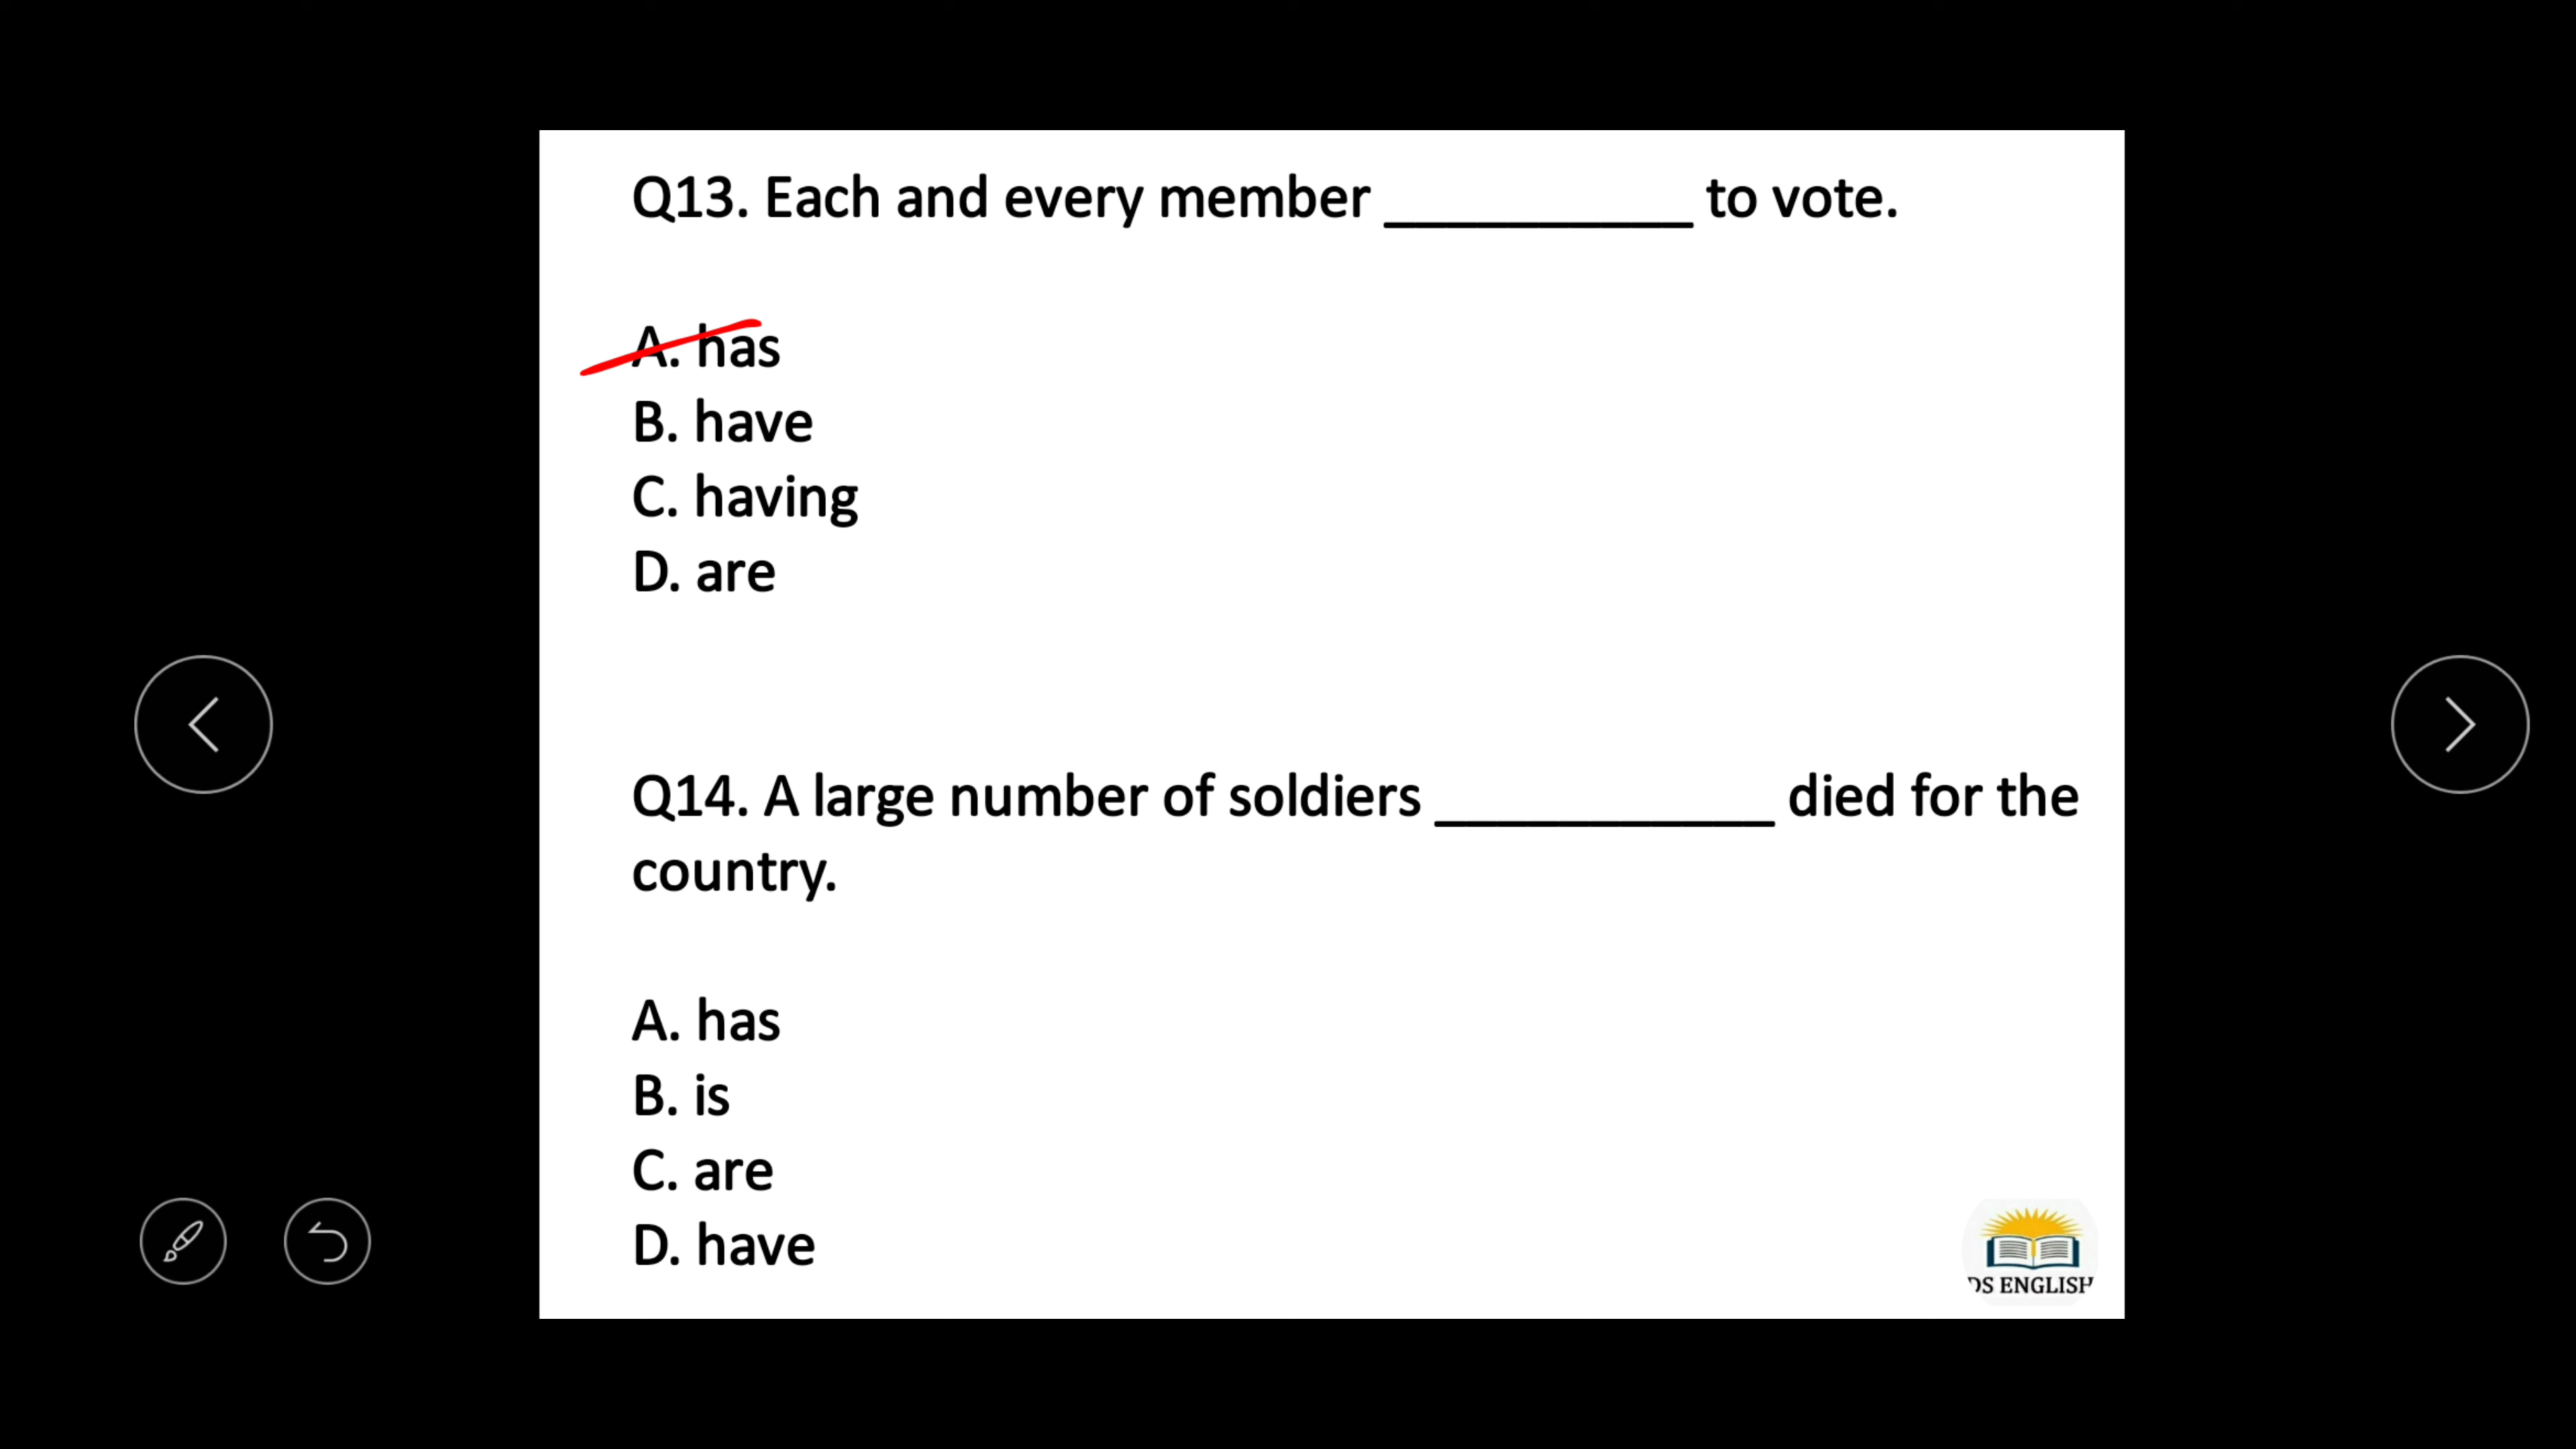 Q13. Each and every member __________ to vote.
A. has
B. have
C. having
D. are
Q14. A large number of soldiers ___________ died for the
country.
A. has
B. is
C. are
D. have
DS ENGLISH